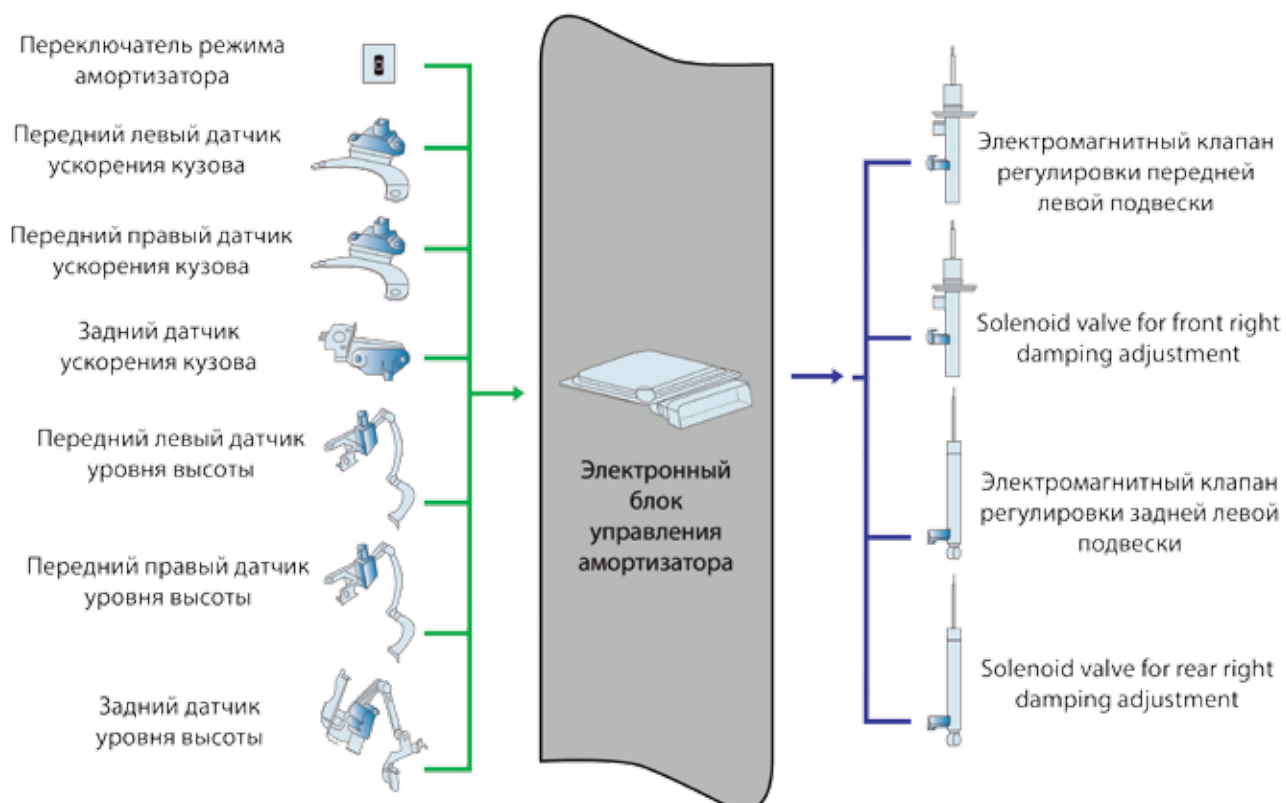 Переключатель режима
амортизатора
Передний левый датчик
ускорения кузова
Передний правый датчик
ускорения кузова
Задний датчик
ускорения кузова
Передний левый датчик
уровня высоты
Передний правый датчик
уровня высоты
Задний датчик
уровня высоты
Электронный
блок
управления
амортизатора
Электромагнитный клапан
регулировки передней
левой подвески
Solenoid valve for front right
damping adjustment
Электромагнитный клапан
регулировки задней левой
подвески
Solenoid valve for rear right
damping adjustment